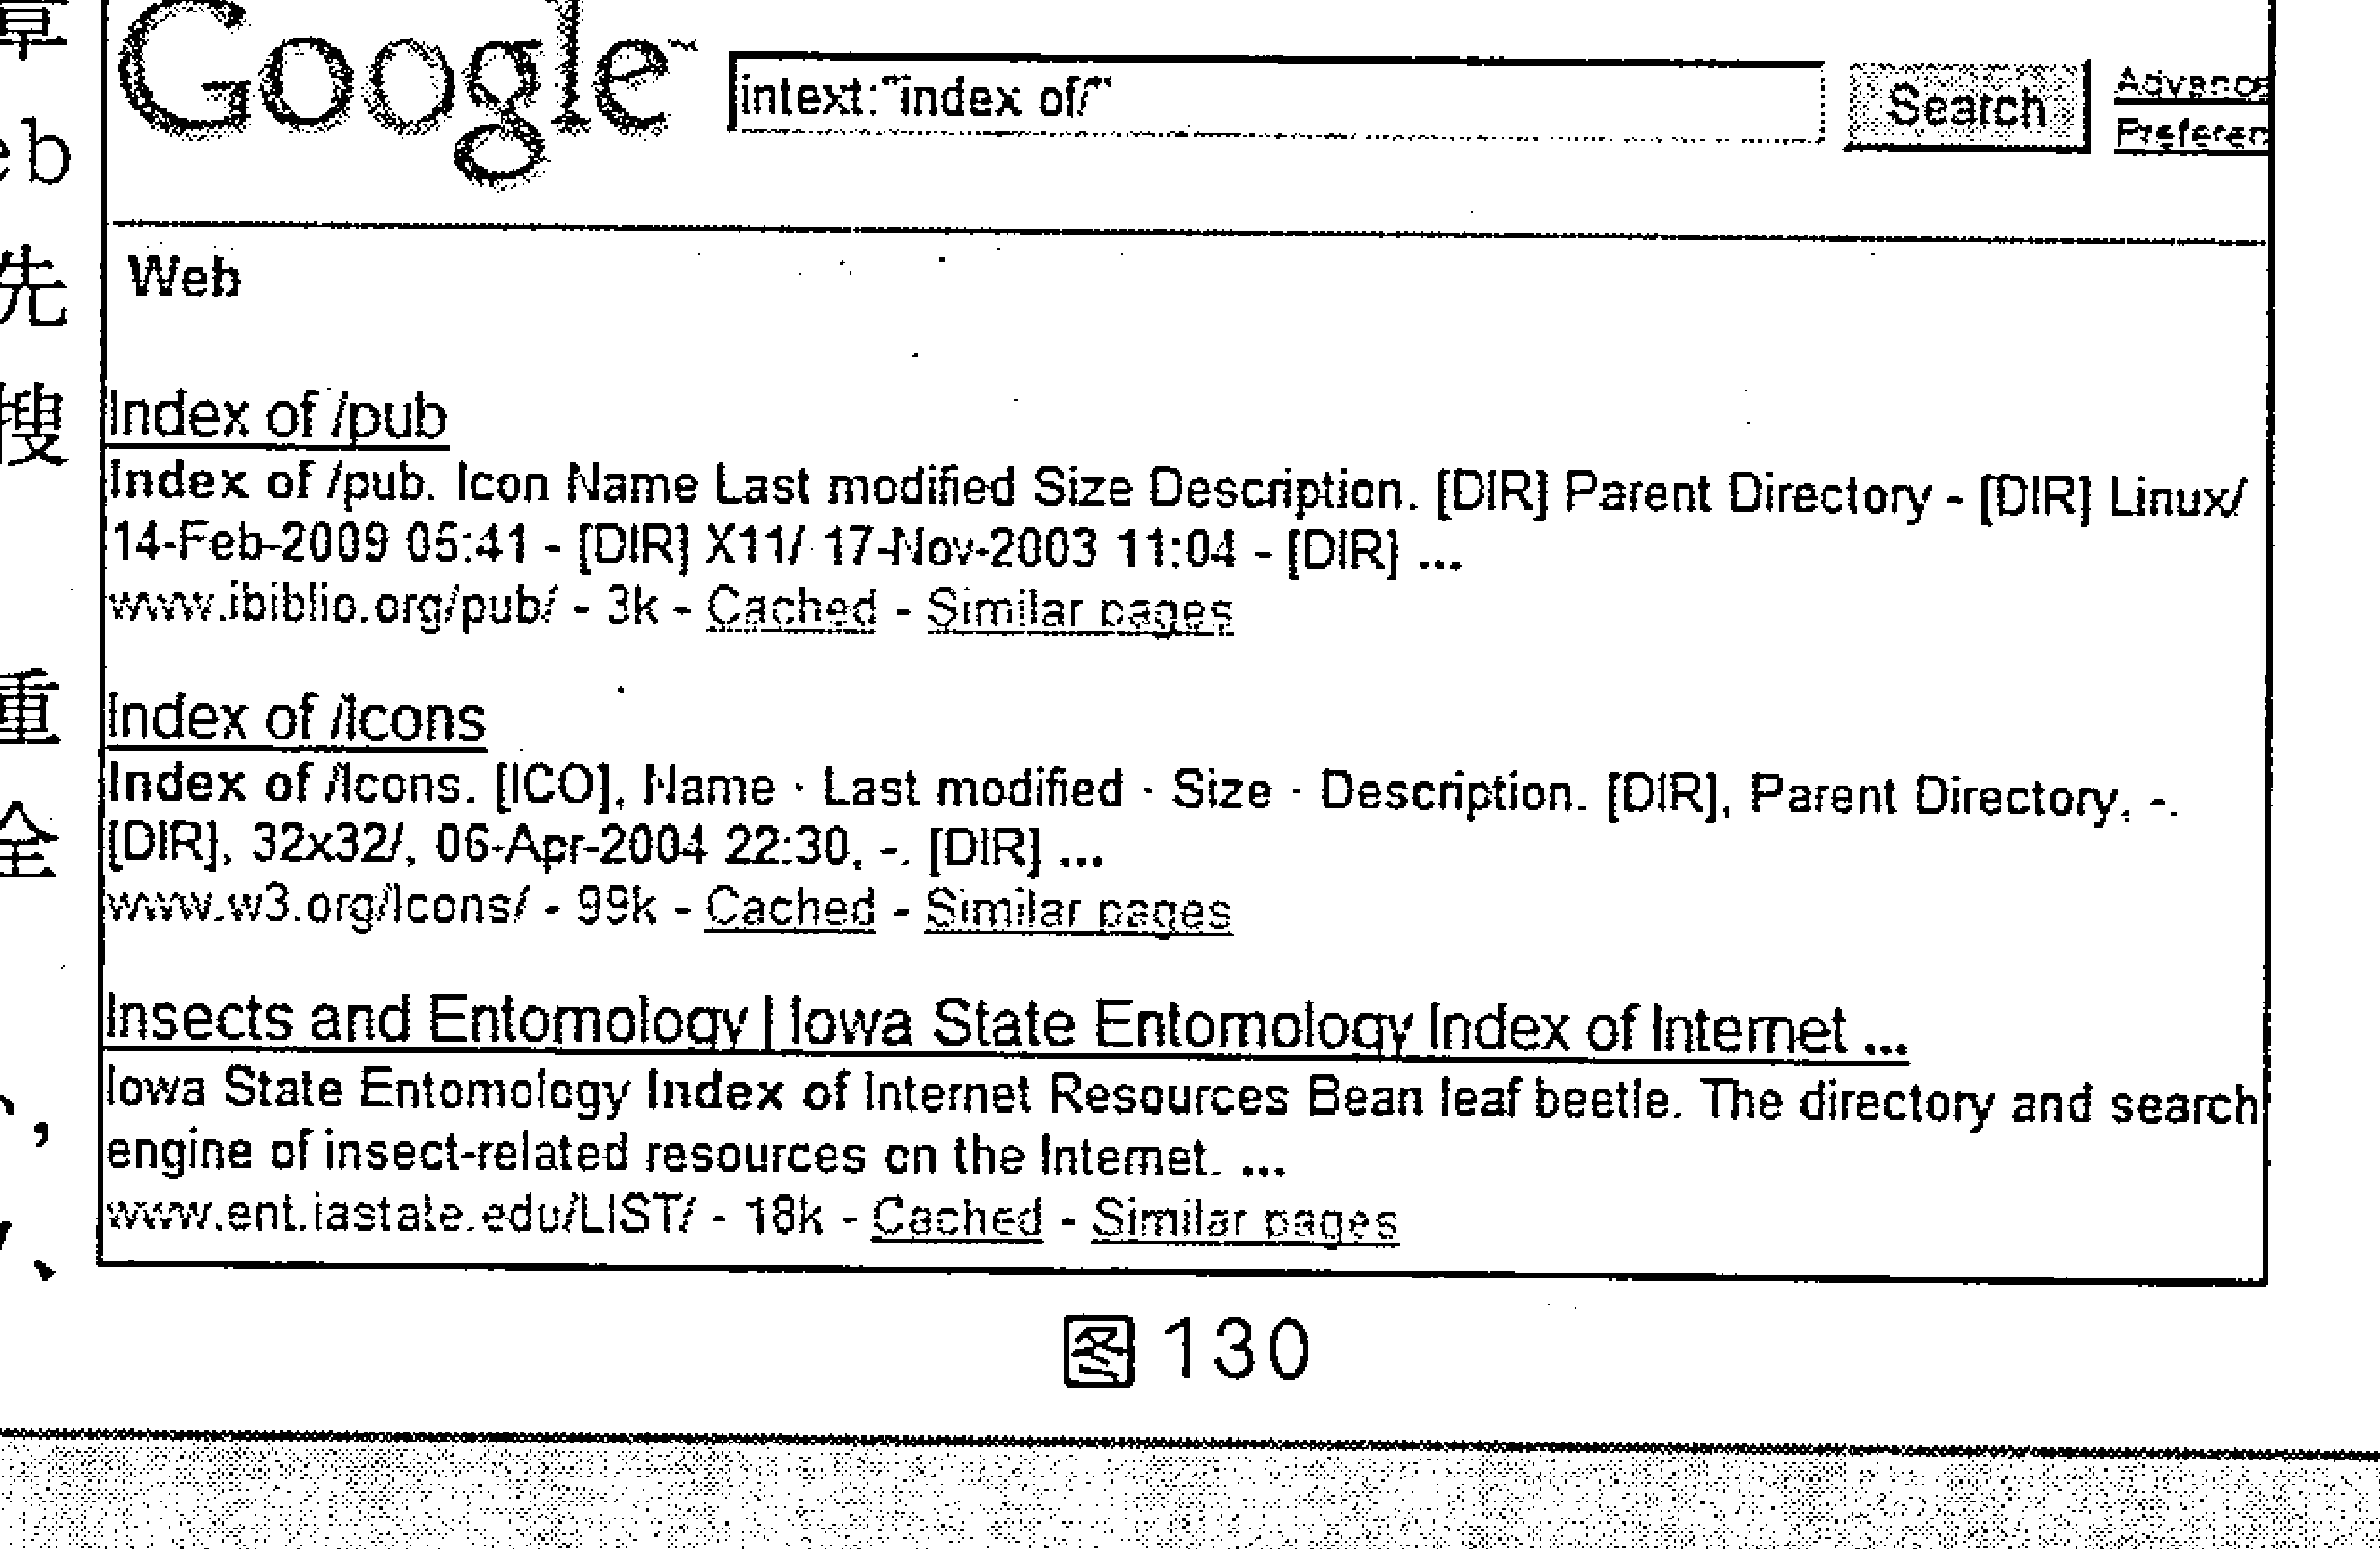 章
Google
intext:"index of/"
Search
eb
先
Web
搜
Index of /pub
Index of /pub. Icon Name Last modified Size Description. [DIR] Parent Directory - [DIR] Linux/
14-Feb-2009 05:41 - [DIR] X11/ 17-Nov-2003 11:04 - [DIR] ...
www.ibiblio.org/pub/ - 3k - Cached - Similar pages
重
Index of /Icons
全
Index of /Icons. [ICO], Name · Last modified · Size · Description. [DIR], Parent Directory, -.
[DIR], 32x32/, 06-Apr-2004 22:30, -. [DIR] ...
www.w3.org/Icons/ - 99k - Cached - Similar pages
Insects and Entomology | Iowa State Entomology Index of Internet ...
Iowa State Entomology Index of Internet Resources Bean leaf beetle. The directory and search
engine of insect-related resources on the Internet. ...
www.ent.iastate.edu/LIST/ - 18k - Cached - Similar pages
图 130